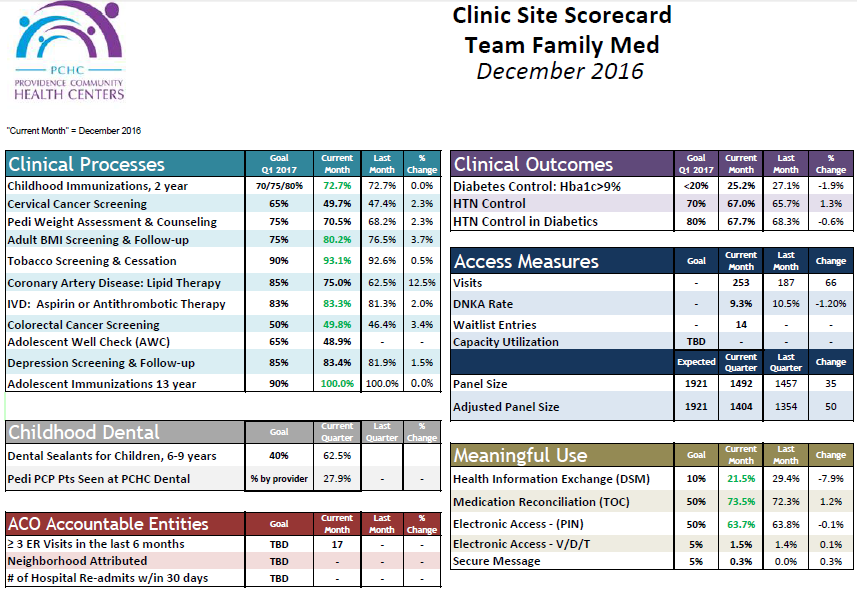 PCHC
PROVIDENCE COMMUNITY
HEALTH CENTERS
Clinic Site Scorecard
Team Family Med
December 2016
"Current Month" = December 2016
Clinical Processes Goal Q1 2017 Current Month Last Month % Change
Childhood Immunizations, 2 year 70/75/80% 72.7% 72.7% 0.0%
Cervical Cancer Screening 65% 49.7% 47.4% 2.3%
Pedi Weight Assessment & Counseling 75% 70.5% 68.2% 2.3%
Adult BMI Screening & Follow-up 75% 80.2% 76.5% 3.7%
Tobacco Screening & Cessation 90% 93.1% 92.6% 0.5%
Coronary Artery Disease: Lipid Therapy 85% 75.0% 62.5% 12.5%
IVD: Aspirin or Antithrombotic Therapy 83% 83.3% 81.3% 2.0%
Colorectal Cancer Screening 50% 49.8% 46.4% 3.4%
Adolescent Well Check (AWC) 65% 48.9% - -
Depression Screening & Follow-up 85% 83.4% 81.9% 1.5%
Adolescent Immunizations 13 year 90% 100.0% 100.0% 0.0%
Childhood Dental Goal Current Quarter Last Quarter % Change
Dental Sealants for Children, 6-9 years 40% 62.5%
Pedi PCP Pts Seen at PCHC Dental % by provider 27.9% - -
ACO Accountable Entities Goal Current Month Last Month % Change
≥ 3 ER Visits in the last 6 months TBD 17 - -
Neighborhood Attributed TBD - - -
# of Hospital Re-admits w/in 30 days TBD - - -
Clinical Outcomes Goal Q1 2017 Current Month Last Month % Change
Diabetes Control: Hba1c>9% <20% 25.2% 27.1% -1.9%
HTN Control 70% 67.0% 65.7% 1.3%
HTN Control in Diabetics 80% 67.7% 68.3% -0.6%
Access Measures Goal Current Month Last Month Change
Visits - 253 187 66
DNKA Rate - 9.3% 10.5% -1.20%
Waitlist Entries - 14 - -
Capacity Utilization TBD - - -
Expected Current Quarter Last Quarter Change
Panel Size 1921 1492 1457 35
Adjusted Panel Size 1921 1404 1354 50
Meaningful Use Goal Current Month Last Month Change
Health Information Exchange (DSM) 10% 21.5% 29.4% -7.9%
Medication Reconciliation (TOC) 50% 73.5% 72.3% 1.2%
Electronic Access - (PIN) 50% 63.7% 63.8% -0.1%
Electronic Access - V/D/T 5% 1.5% 1.4% 0.1%
Secure Message 5% 0.3% 0.0% 0.3%